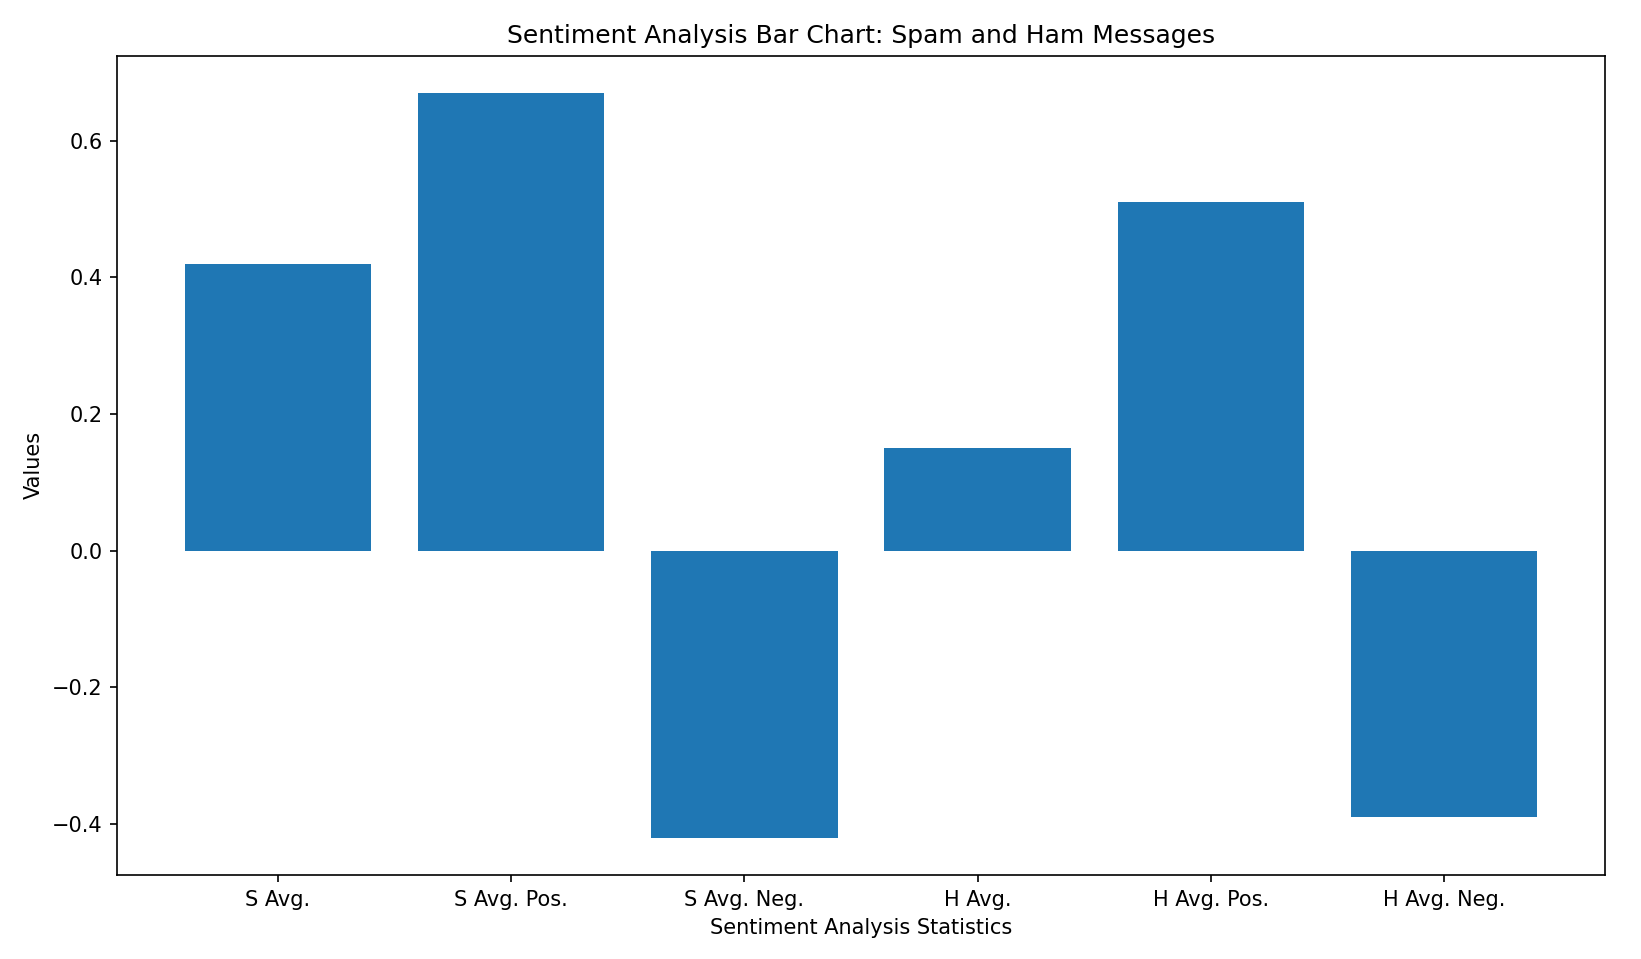 Sentiment Analysis Bar Chart: Spam and Ham Messages
Values
0.6
0.4
0.2
0.0
−0.2
−0.4
S Avg. S Avg. Pos. S Avg. Neg. H Avg. H Avg. Pos. H Avg. Neg.
Sentiment Analysis Statistics